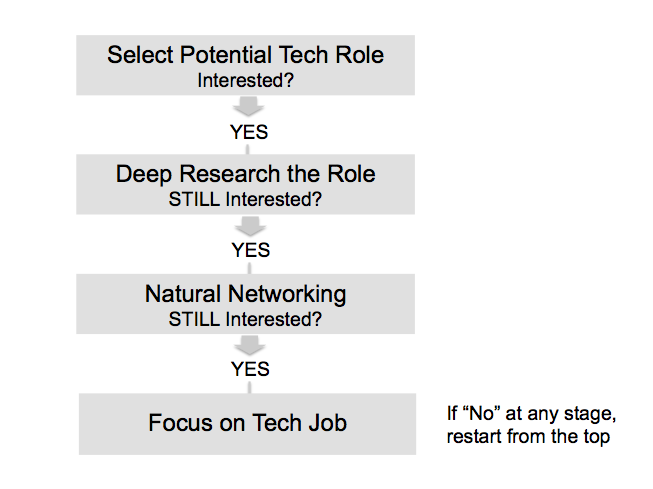 Select Potential Tech Role
Interested?
YES
Deep Research the Role
STILL Interested?
YES
Natural Networking
STILL Interested?
YES
Focus on Tech Job
If “No” at any stage,
restart from the top